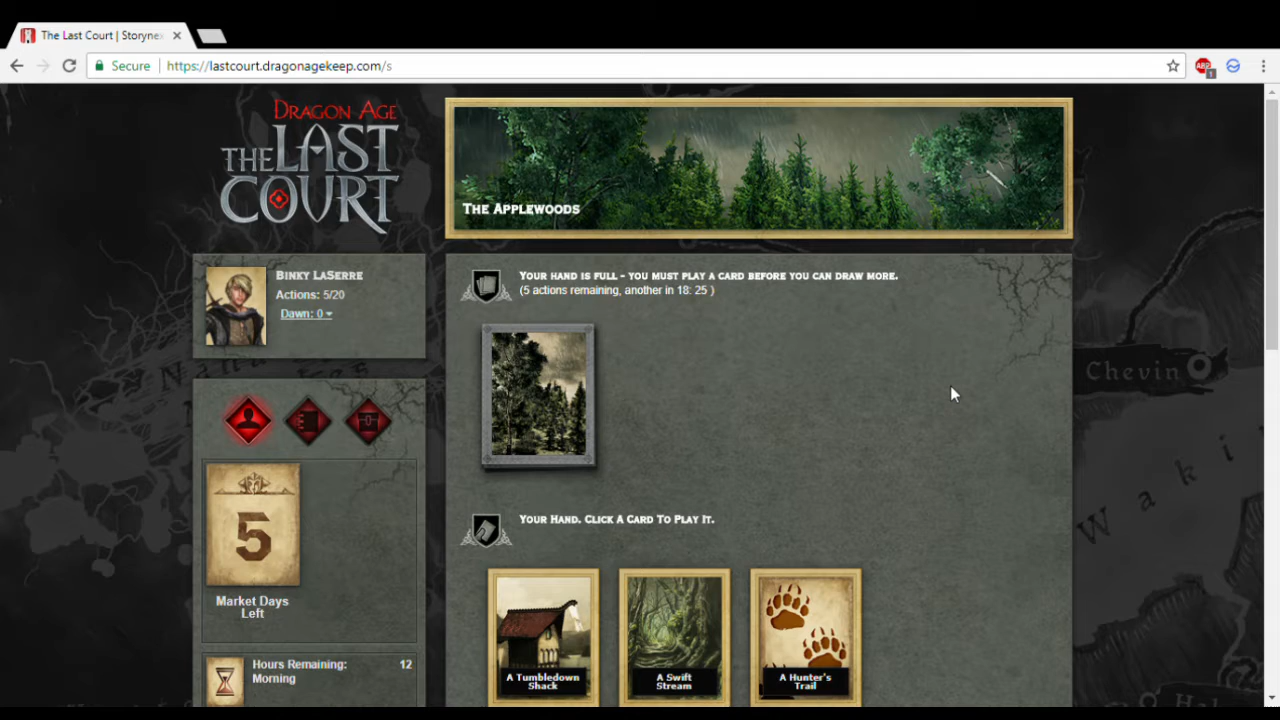 The Last Court | Storyne
Secure
https://lastcourt.dragonagekeep.com/s
ABP
1
DRAGON AGE
THE LAST
COURT
THE APPLEWOODS
BINKY LASERRE
Actions: 5/20
Dawn: 0
YOUR HAND IS FULL - YOU MUST PLAY A CARD BEFORE YOU CAN DRAW MORE.
(5 actions remaining, another in 18: 25 )
Chevin
5
Market Days
Left
YOUR HAND. CLICK A CARD TO PLAY IT.
Waki
Hours Remaining: 12
Morning
A Tumbledown
Shack
A Swift
Stream
A Hunter's
Trail